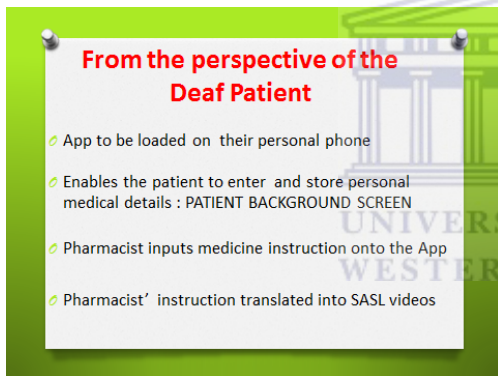 From the perspective of the
Deaf Patient
App to be loaded on their personal phone
Enables the patient to enter and store personal
medical details : PATIENT BACKGROUND SCREEN
Pharmacist inputs medicine instruction onto the App
Pharmacist' instruction translated into SASL videos
UNIVERS
WESTER